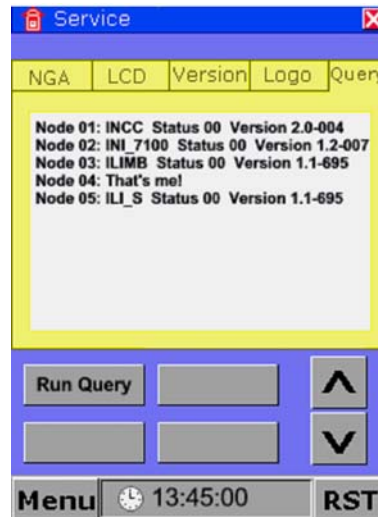 Service
NGA LCD Version Logo Query
Node 01: INCC Status 00 Version 2.0-004
Node 02: INI_7100 Status 00 Version 1.2-007
Node 03: ILIMB Status 00 Version 1.1-695
Node 04: That's me!
Node 05: ILI_S Status 00 Version 1.1-695
Run Query
Menu 13:45:00 RST